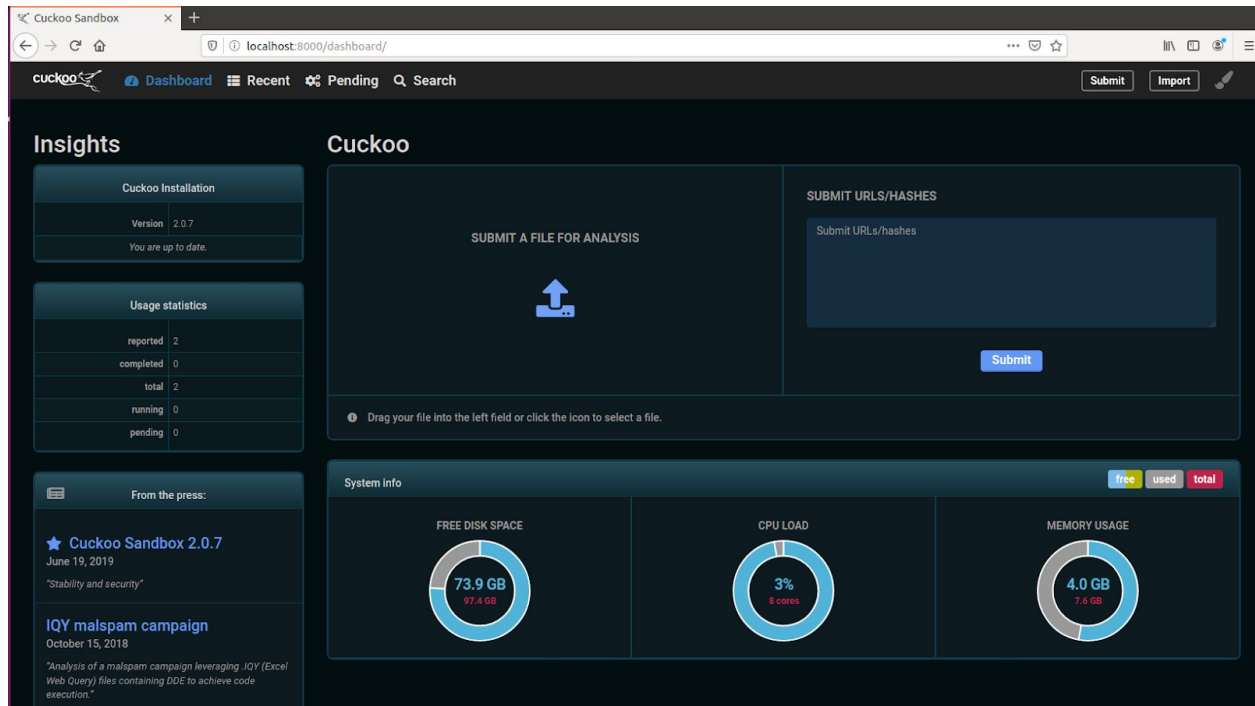 Cuckoo Sandbox
localhost:8000/dashboard/
cuckoo Dashboard Recent Pending Search Submit Import
Insights
Cuckoo Installation
Version 2.0.7
You are up to date.
Usage statistics
reported 2
completed 0
total 2
running 0
pending 0
From the press:
Cuckoo Sandbox 2.0.7
June 19, 2019
"Stability and security"
IQY malspam campaign
October 15, 2018
"Analysis of a malspam campaign leveraging .IQY (Excel
Web Query) files containing DDE to achieve code
execution."
Cuckoo
SUBMIT A FILE FOR ANALYSIS
SUBMIT URLS/HASHES
Submit URLs/hashes
Submit
Drag your file into the left field or click the icon to select a file.
System info
free used total
FREE DISK SPACE
73.9 GB
97.4 GB
CPU LOAD
3%
8 cores
MEMORY USAGE
4.0 GB
7.6 GB